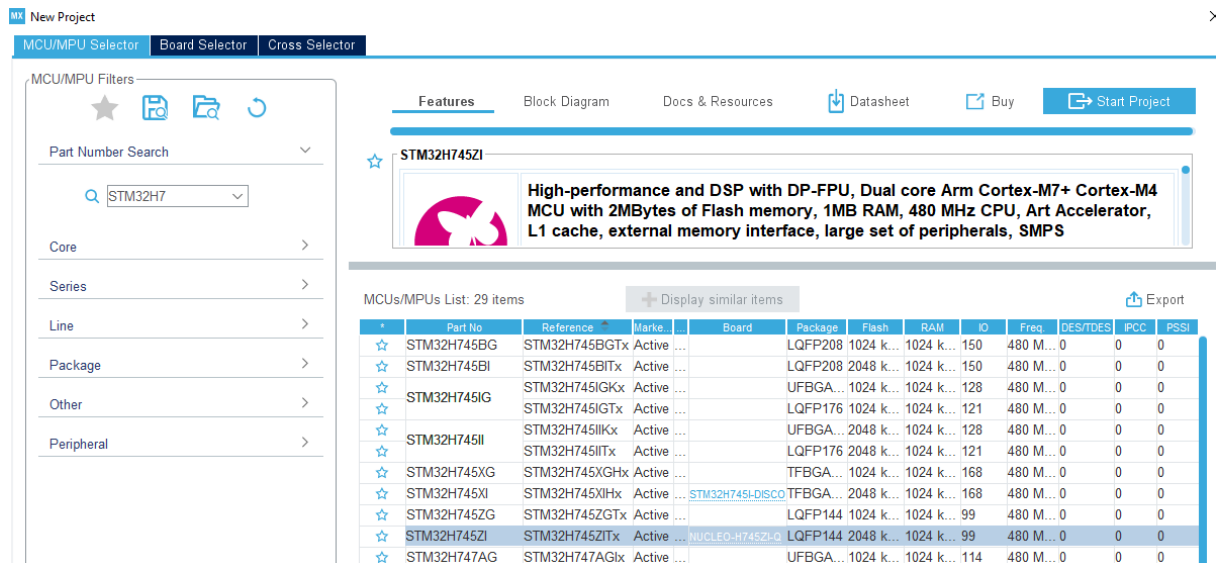 MX New Project
MCU/MPU Selector Board Selector Cross Selector
MCU/MPU Filters
Features Block Diagram Docs & Resources Datasheet Buy Start Project
Part Number Search
STM32H745ZI
STM32H7
High-performance and DSP with DP-FPU, Dual core Arm Cortex-M7+ Cortex-M4
MCU with 2MBytes of Flash memory, 1MB RAM, 480 MHz CPU, Art Accelerator,
L1 cache, external memory interface, large set of peripherals, SMPS
Core
Series
Line
Package
Other
Peripheral
MCUs/MPUs List: 29 items Display similar items Export
* Part No Reference Marke... ... Board Package Flash RAM IO Freq. DES/TDES IPCC PSSI
STM32H745BG STM32H745BGTx Active ... LQFP208 1024 k... 1024 k... 150 480 M... 0 0 0
STM32H745BI STM32H745BITx Active ... LQFP208 2048 k... 1024 k... 150 480 M... 0 0 0
STM32H745IG STM32H745IGKx Active ... UFBGA... 1024 k... 1024 k... 128 480 M... 0 0 0
STM32H745IGTx Active ... LQFP176 1024 k... 1024 k... 121 480 M... 0 0 0
STM32H745II STM32H745IIKx Active ... UFBGA... 2048 k... 1024 k... 128 480 M... 0 0 0
STM32H745IITx Active ... LQFP176 2048 k... 1024 k... 121 480 M... 0 0 0
STM32H745XG STM32H745XGHx Active ... TFBGA... 1024 k... 1024 k... 168 480 M... 0 0 0
STM32H745XI STM32H745XIHx Active ... STM32H745I-DISCO TFBGA... 2048 k... 1024 k... 168 480 M... 0 0 0
STM32H745ZG STM32H745ZGTx Active ... LQFP144 1024 k... 1024 k... 99 480 M... 0 0 0
STM32H745ZI STM32H745ZITx Active ... NUCLEO-H745ZI-Q LQFP144 2048 k... 1024 k... 99 480 M... 0 0 0
STM32H747AG STM32H747AGIx Active ... UFBGA... 1024 k... 1024 k... 114 480 M... 0 0 0